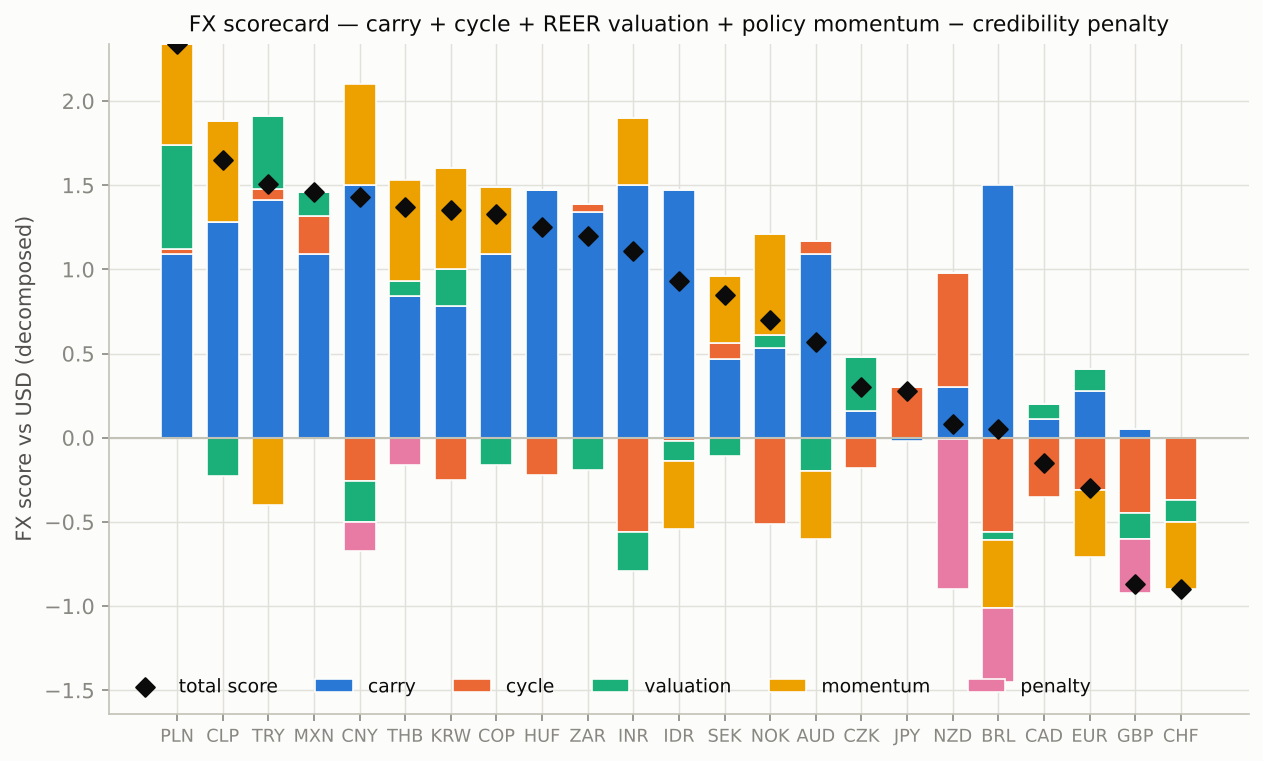 FX scorecard — carry + cycle + REER valuation + policy momentum − credibility penalty
FX score vs USD (decomposed)
2.0
1.5
1.0
0.5
0.0
−0.5
−1.0
−1.5
total score carry cycle valuation momentum penalty
PLN CLP TRY MXN CNY THB KRW COP HUF ZAR INR IDR SEK NOK AUD CZK JPY NZD BRL CAD EUR GBP CHF